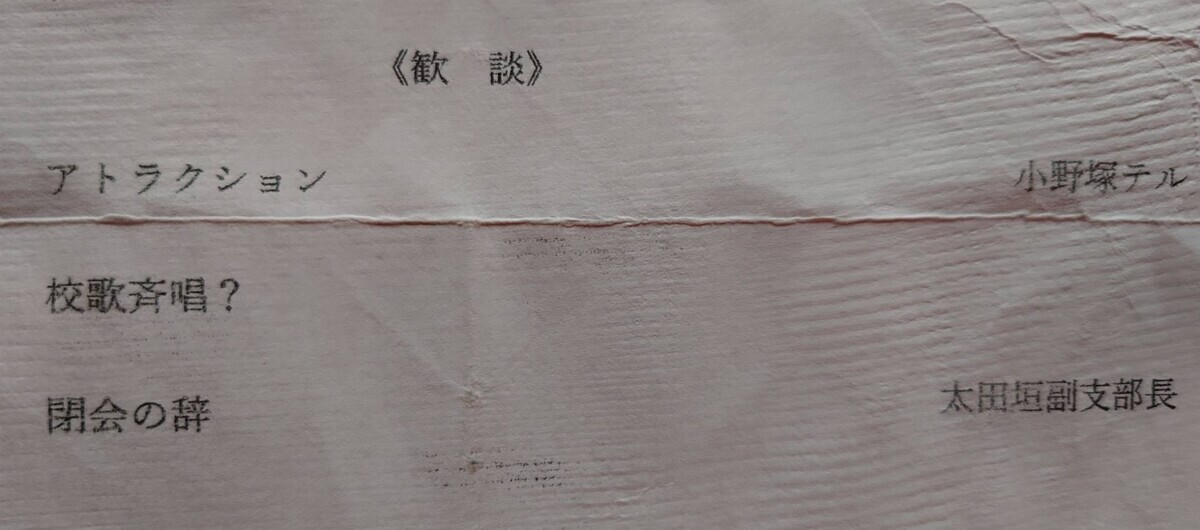 《歓　談》
アトラクション　小野塚テル
校歌斉唱？
閉会の辞　太田垣副支部長